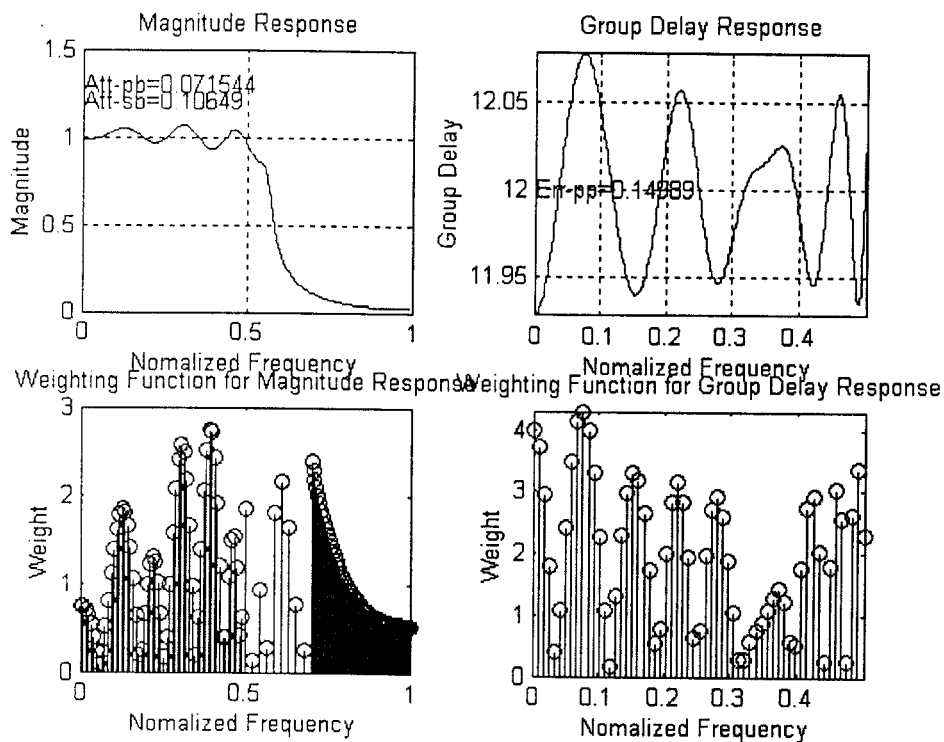 Magnitude Response
1.5
1
0.5
0
Magnitude
Att-pb=0.071544
Att-sb=0.10649
0
0.5
1
Nomalized Frequency
Group Delay Response
12.05
12
11.95
Group Delay
Err-pp=0.14989
0
0.1
0.2
0.3
0.4
Nomalized Frequency
Weighting Function for Magnitude Response
3
2
1
0
Weight
0
0.5
1
Nomalized Frequency
Weighting Function for Group Delay Response
4
3
2
1
0
Weight
0
0.1
0.2
0.3
0.4
Nomalized Frequency